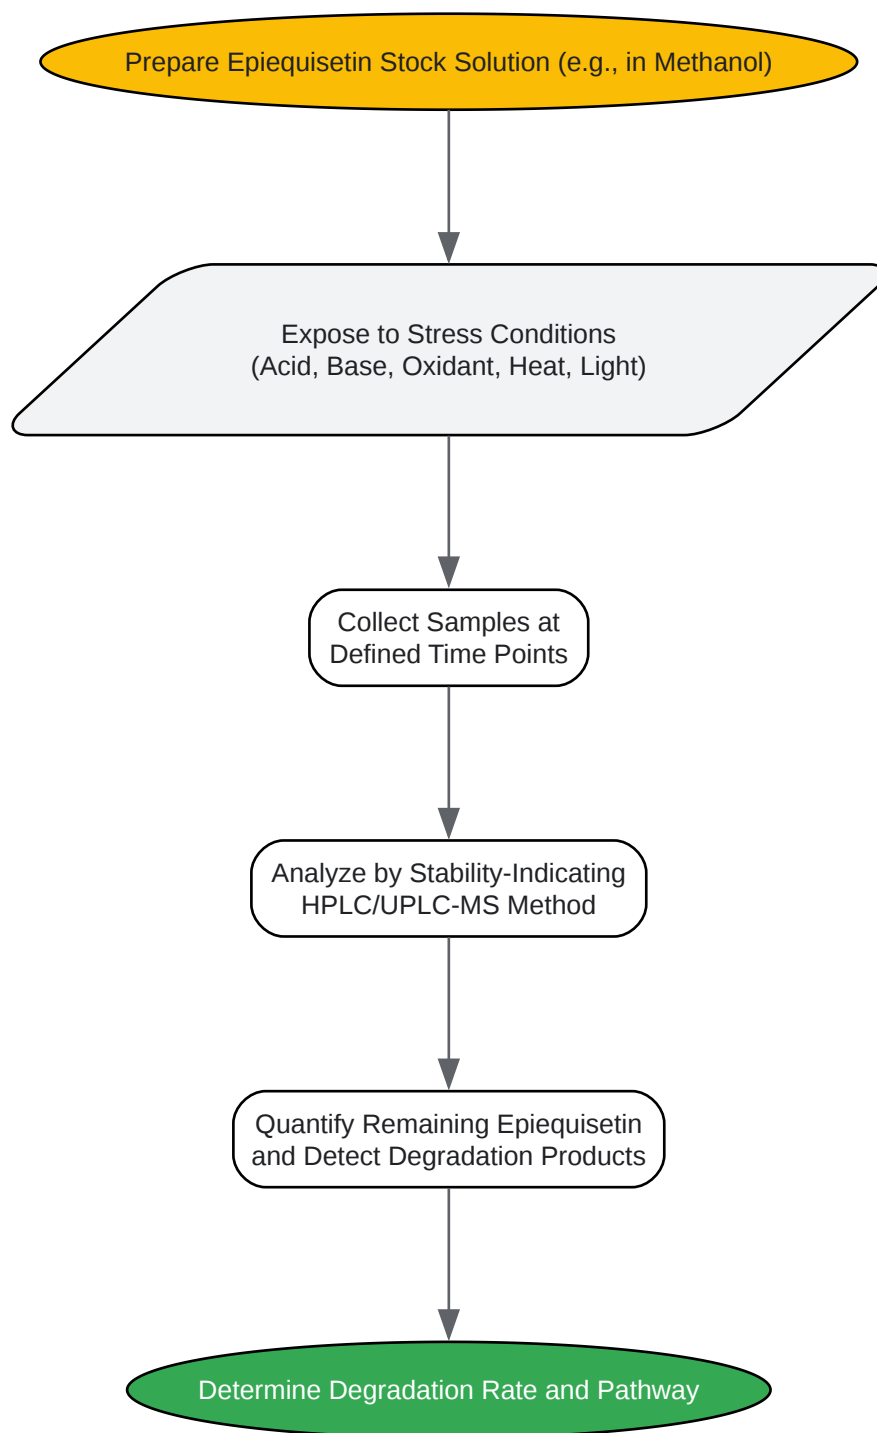 Prepare Epiequisetin Stock Solution (e.g., in Methanol)
Expose to Stress Conditions
(Acid, Base, Oxidant, Heat, Light)
Collect Samples at
Defined Time Points
Analyze by Stability-Indicating
HPLC/UPLC-MS Method
Quantify Remaining Epiequisetin
and Detect Degradation Products
Determine Degradation Rate and Pathway